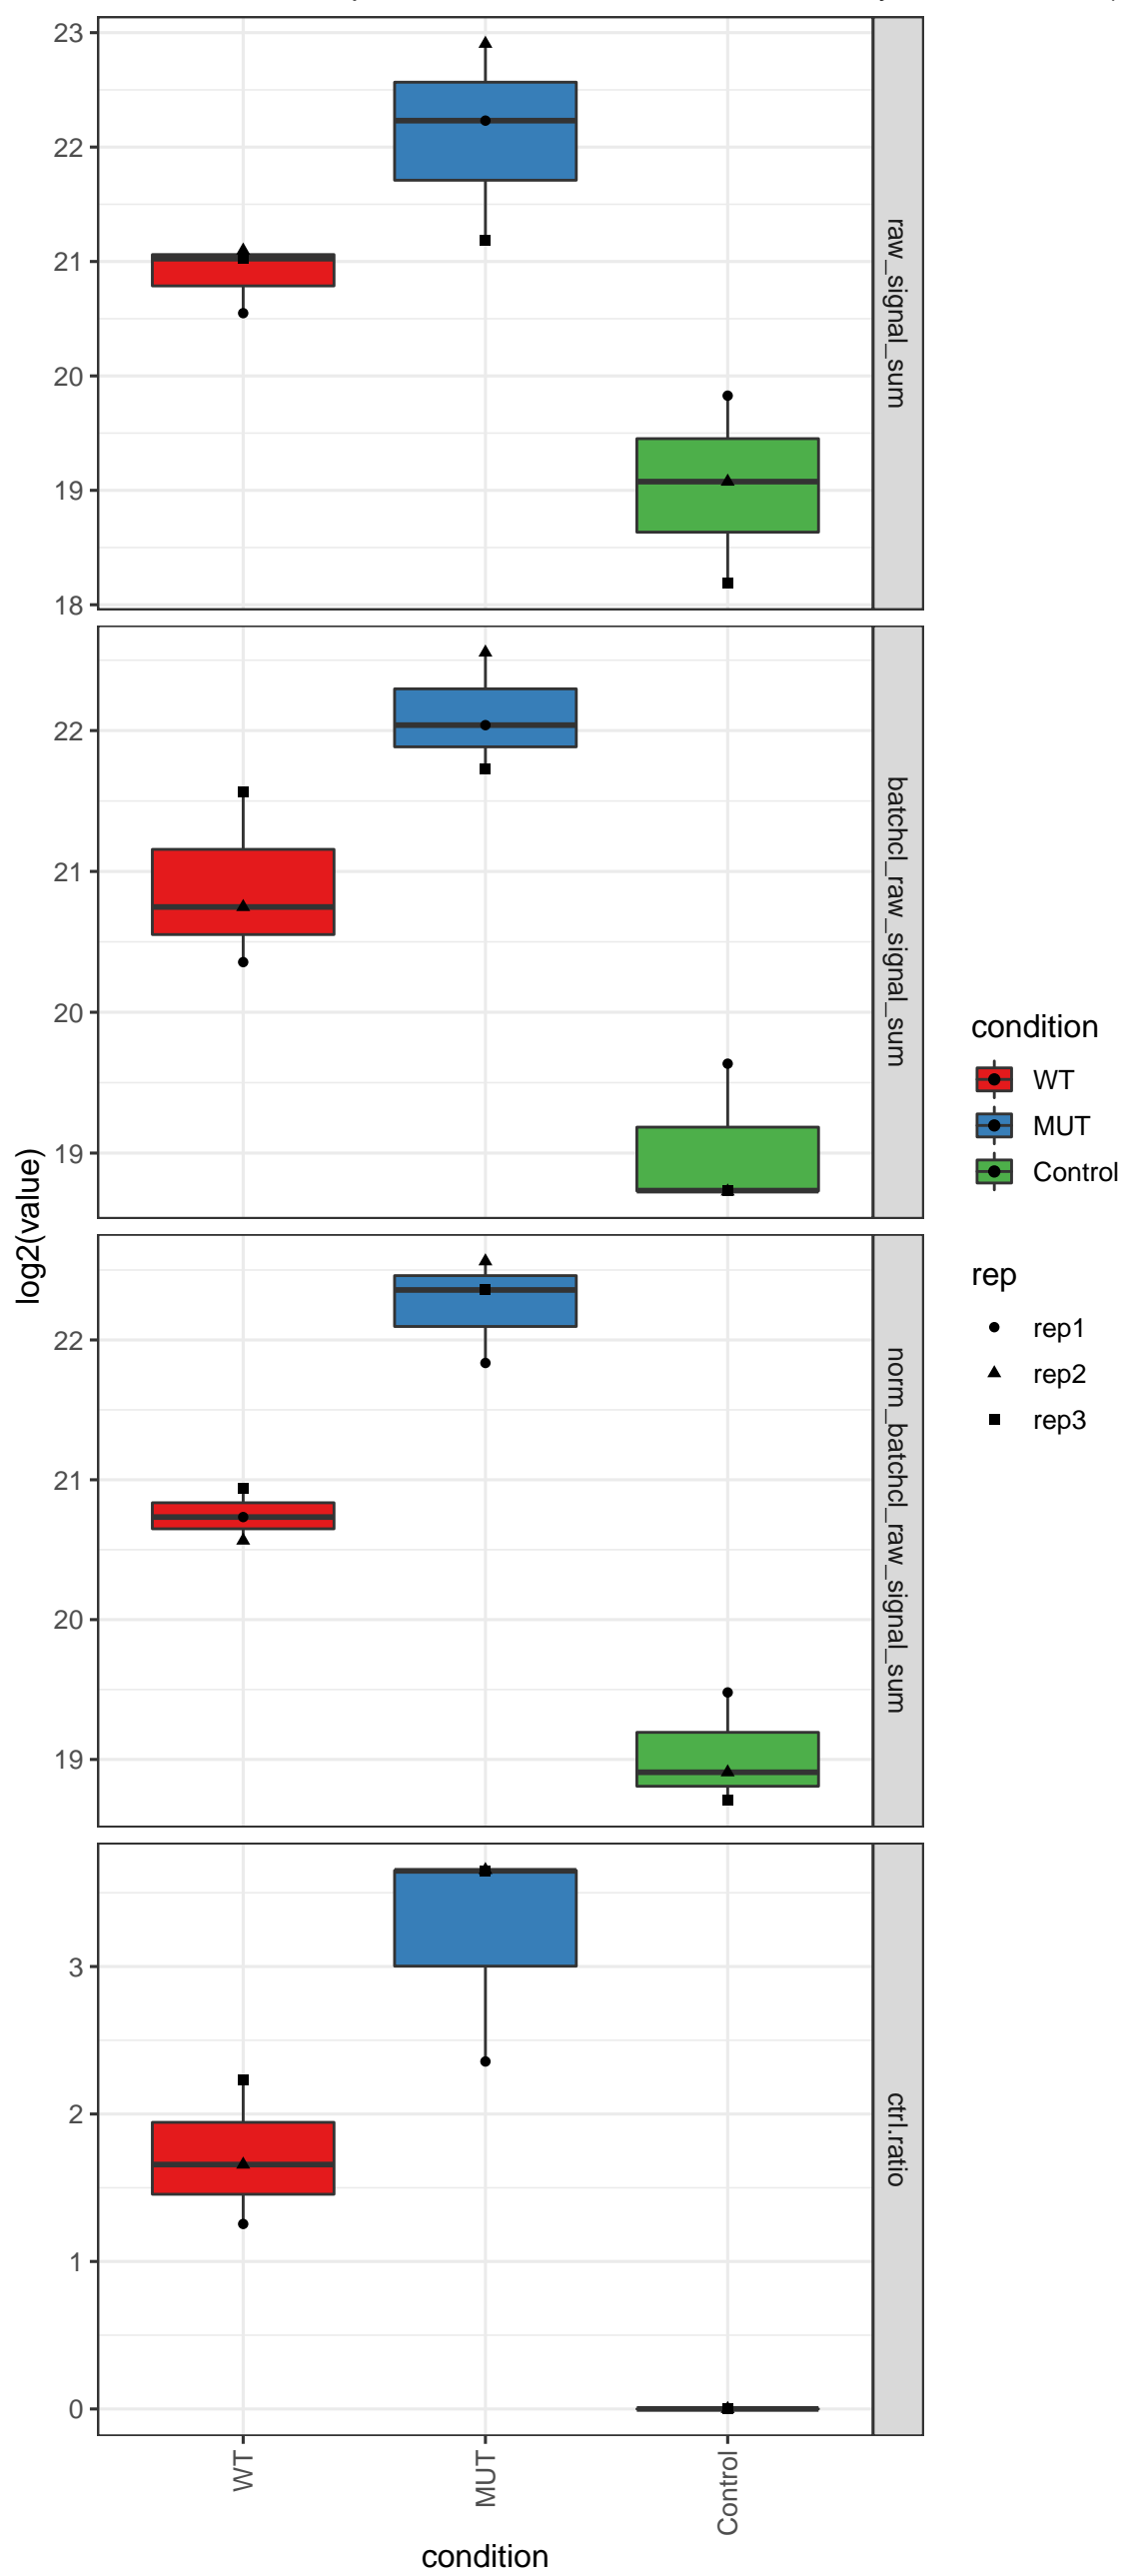 23
22
21
20
19
18
raw_signal_sum
22
21
20
19
batchcl_raw_signal_sum
22
21
20
19
norm_batchcl_raw_signal_sum
3
2
1
0
ctrl.ratio
log2(value)
WT
MUT
Control
condition
condition
WT
MUT
Control
rep
rep1
rep2
rep3